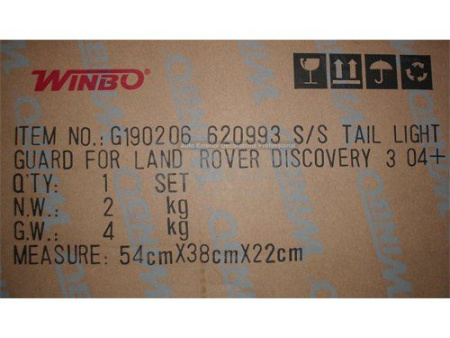 WINBO®
ITEM NO.: G190206 620993 S/S TAIL LIGHT
GUARD FOR LAND ROVER DISCOVERY 3 04+
Q'TY: 1 SET
N.W.: 2 kg
G.W.: 4 kg
MEASURE: 54cmX38cmX22cm